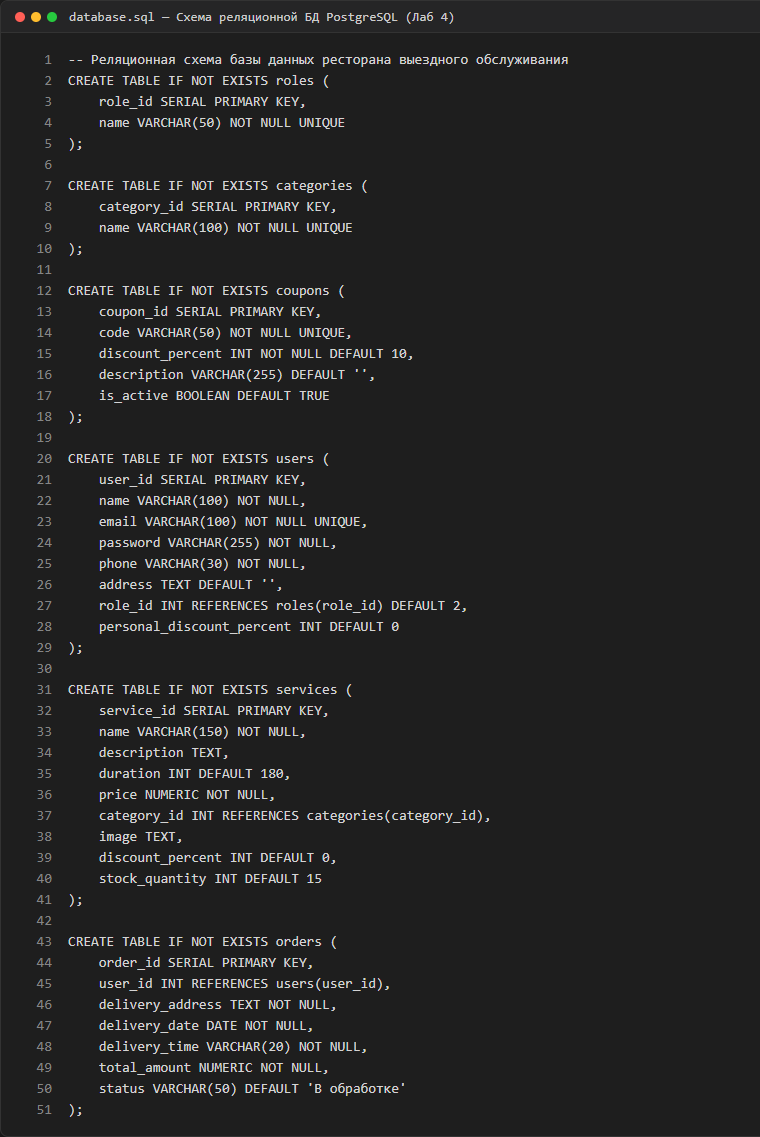 database.sql — Схема реляционной БД PostgreSQL (Лаб 4)
1 -- Реляционная схема базы данных ресторана выездного обслуживания
2 CREATE TABLE IF NOT EXISTS roles (
3     role_id SERIAL PRIMARY KEY,
4     name VARCHAR(50) NOT NULL UNIQUE
5 );
6
7 CREATE TABLE IF NOT EXISTS categories (
8     category_id SERIAL PRIMARY KEY,
9     name VARCHAR(100) NOT NULL UNIQUE
10 );
11
12 CREATE TABLE IF NOT EXISTS coupons (
13     coupon_id SERIAL PRIMARY KEY,
14     code VARCHAR(50) NOT NULL UNIQUE,
15     discount_percent INT NOT NULL DEFAULT 10,
16     description VARCHAR(255) DEFAULT '',
17     is_active BOOLEAN DEFAULT TRUE
18 );
19
20 CREATE TABLE IF NOT EXISTS users (
21     user_id SERIAL PRIMARY KEY,
22     name VARCHAR(100) NOT NULL,
23     email VARCHAR(100) NOT NULL UNIQUE,
24     password VARCHAR(255) NOT NULL,
25     phone VARCHAR(30) NOT NULL,
26     address TEXT DEFAULT '',
27     role_id INT REFERENCES roles(role_id) DEFAULT 2,
28     personal_discount_percent INT DEFAULT 0
29 );
30
31 CREATE TABLE IF NOT EXISTS services (
32     service_id SERIAL PRIMARY KEY,
33     name VARCHAR(150) NOT NULL,
34     description TEXT,
35     duration INT DEFAULT 180,
36     price NUMERIC NOT NULL,
37     category_id INT REFERENCES categories(category_id),
38     image TEXT,
39     discount_percent INT DEFAULT 0,
40     stock_quantity INT DEFAULT 15
41 );
42
43 CREATE TABLE IF NOT EXISTS orders (
44     order_id SERIAL PRIMARY KEY,
45     user_id INT REFERENCES users(user_id),
46     delivery_address TEXT NOT NULL,
47     delivery_date DATE NOT NULL,
48     delivery_time VARCHAR(20) NOT NULL,
49     total_amount NUMERIC NOT NULL,
50     status VARCHAR(50) DEFAULT 'В обработке'
51 );